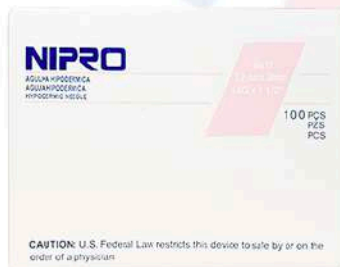 NIPRO
AGULHA HIPODERMICA
AGUJA HIPODERMICA
HYPODERMIC NEEDLE
100 PÇS
PZS
PCS
CAUTION: U.S. Federal Law restricts this device to sale by or on the
order of a physician